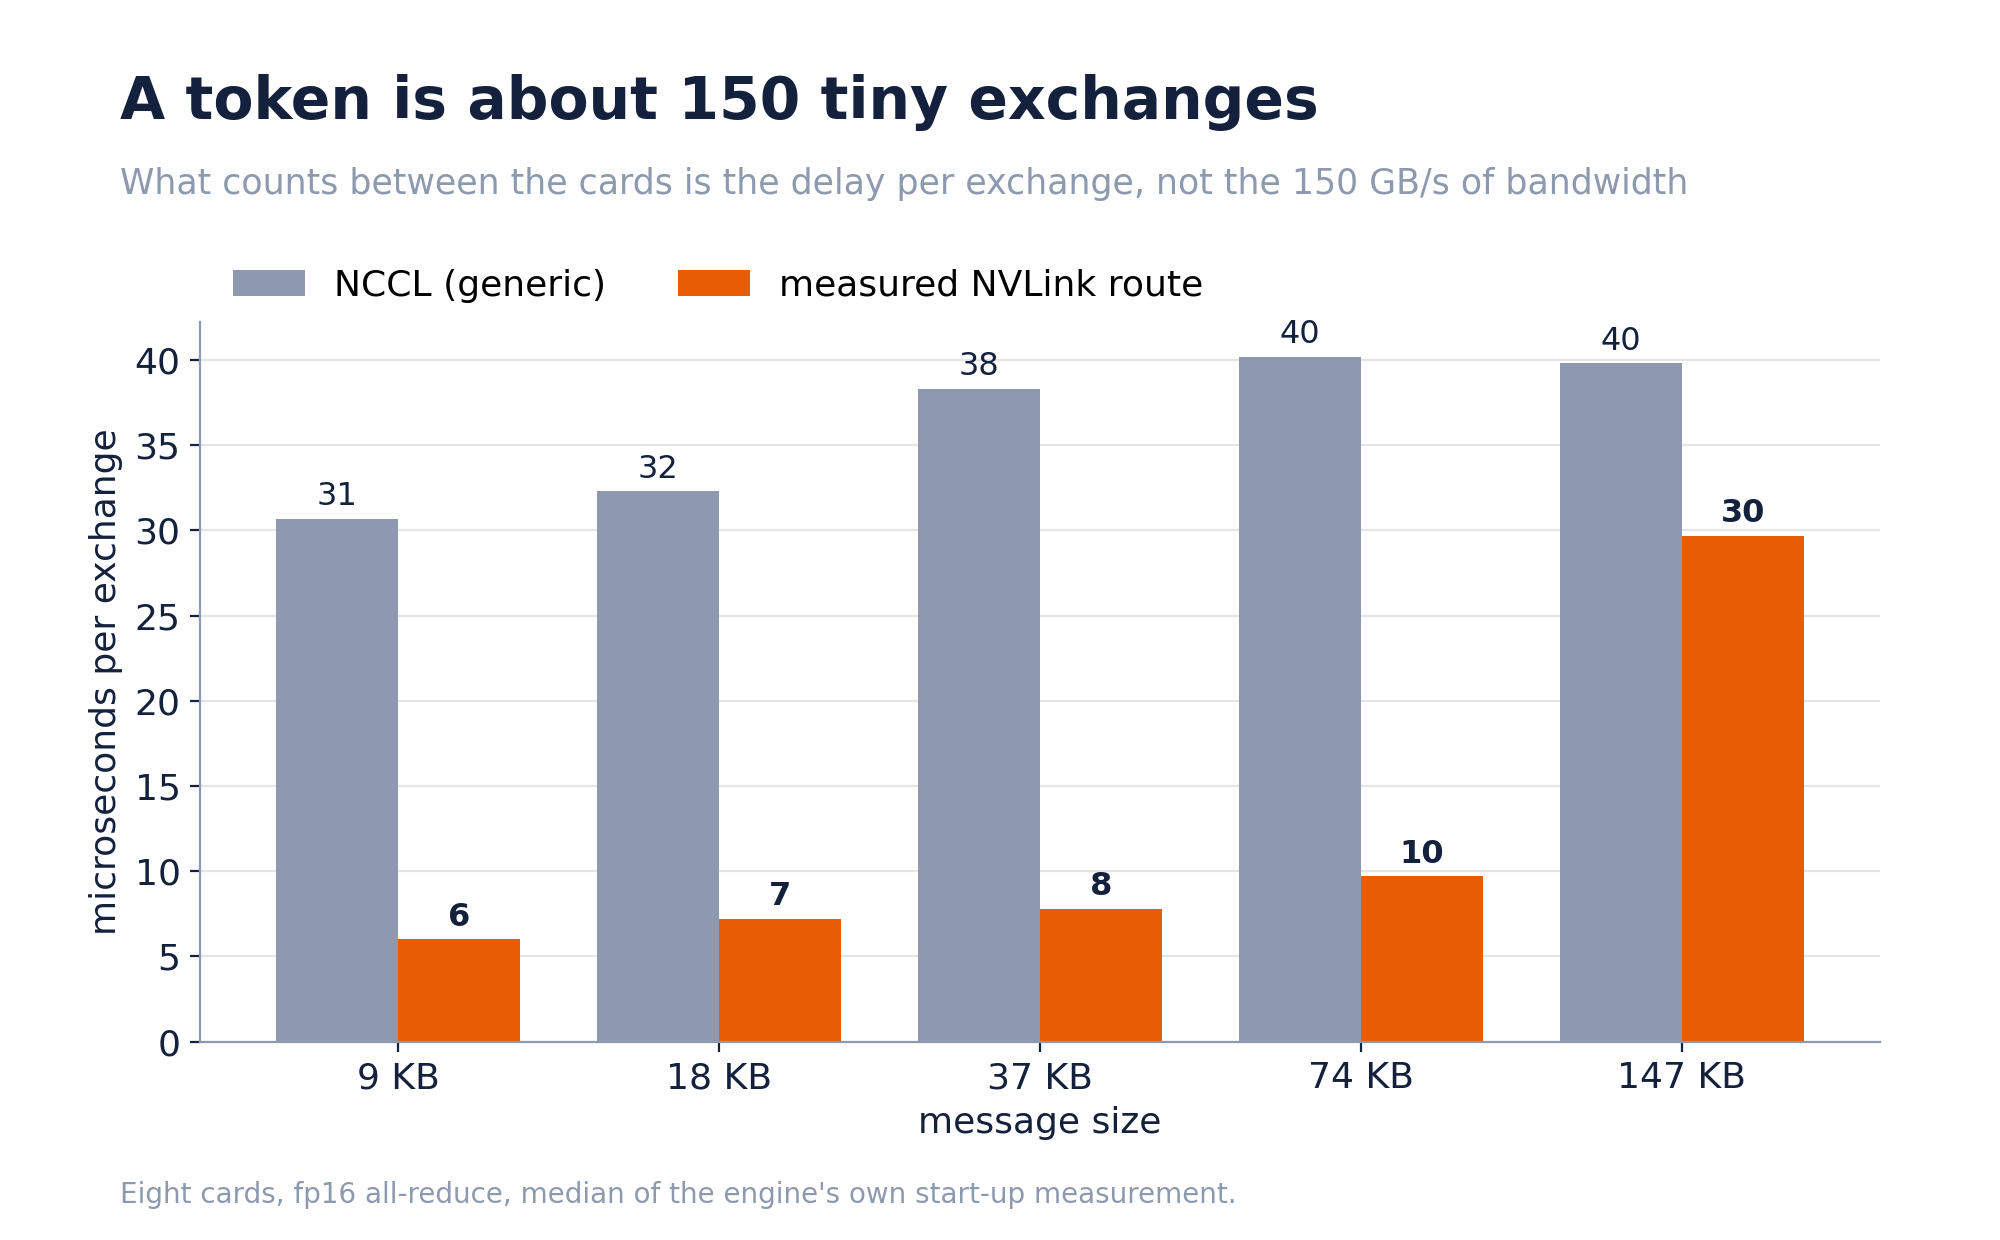 A token is about 150 tiny exchanges
What counts between the cards is the delay per exchange, not the 150 GB/s of bandwidth
NCCL (generic)
measured NVLink route
microseconds per exchange
40
35
30
25
20
15
10
5
0
31
6
32
7
38
8
40
10
40
30
9 KB
18 KB
37 KB
74 KB
147 KB
message size
Eight cards, fp16 all-reduce, median of the engine's own start-up measurement.